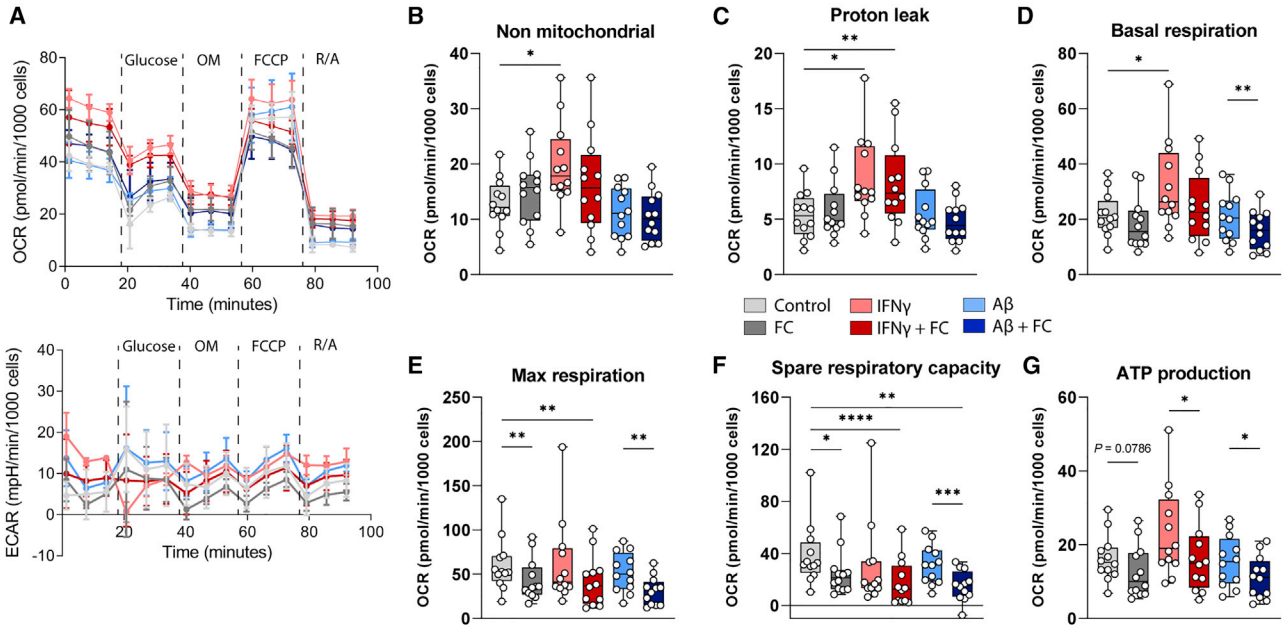 A
Glucose OM FCCP R/A
OCR (pmol/min/1000 cells)
80
60
40
20
0
0 20 40 60 80 100
Time (minutes)
Glucose OM FCCP R/A
ECAR (mpH/min/1000 cells)
40
30
20
10
0
-10
20 40 60 80 100
Time (minutes)
B
Non mitochondrial
OCR (pmol/min/1000 cells)
40
30
20
10
0
*
C
Proton leak
OCR (pmol/min/1000 cells)
20
15
10
5
0
**
*
D
Basal respiration
OCR (pmol/min/1000 cells)
80
60
40
20
0
*
**
Control IFNγ Aβ
FC IFNγ + FC Aβ + FC
E
Max respiration
OCR (pmol/min/1000 cells)
250
200
150
100
50
0
**
**
**
F
Spare respiratory capacity
OCR (pmol/min/1000 cells)
160
120
80
40
0
**
****
*
***
G
ATP production
OCR (pmol/min/1000 cells)
60
40
20
0
*
P = 0.0786
*